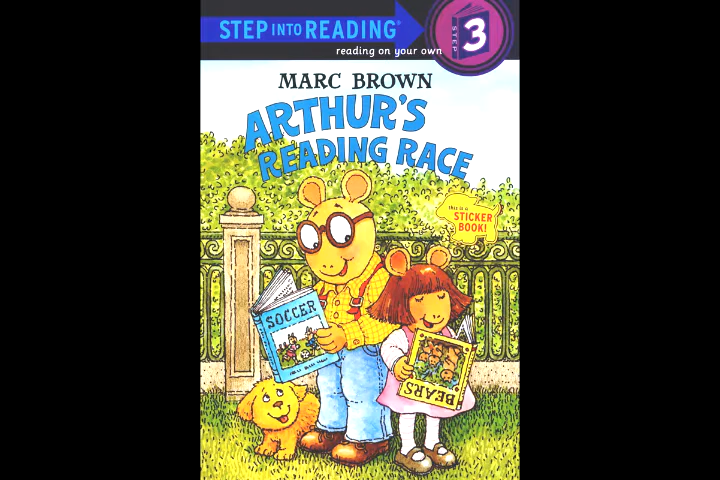 STEP INTO READING®
reading on your own
STEP 3
MARC BROWN
ARTHUR'S
READING RACE
this is a
STICKER
BOOK!
SOCCER
BEARS